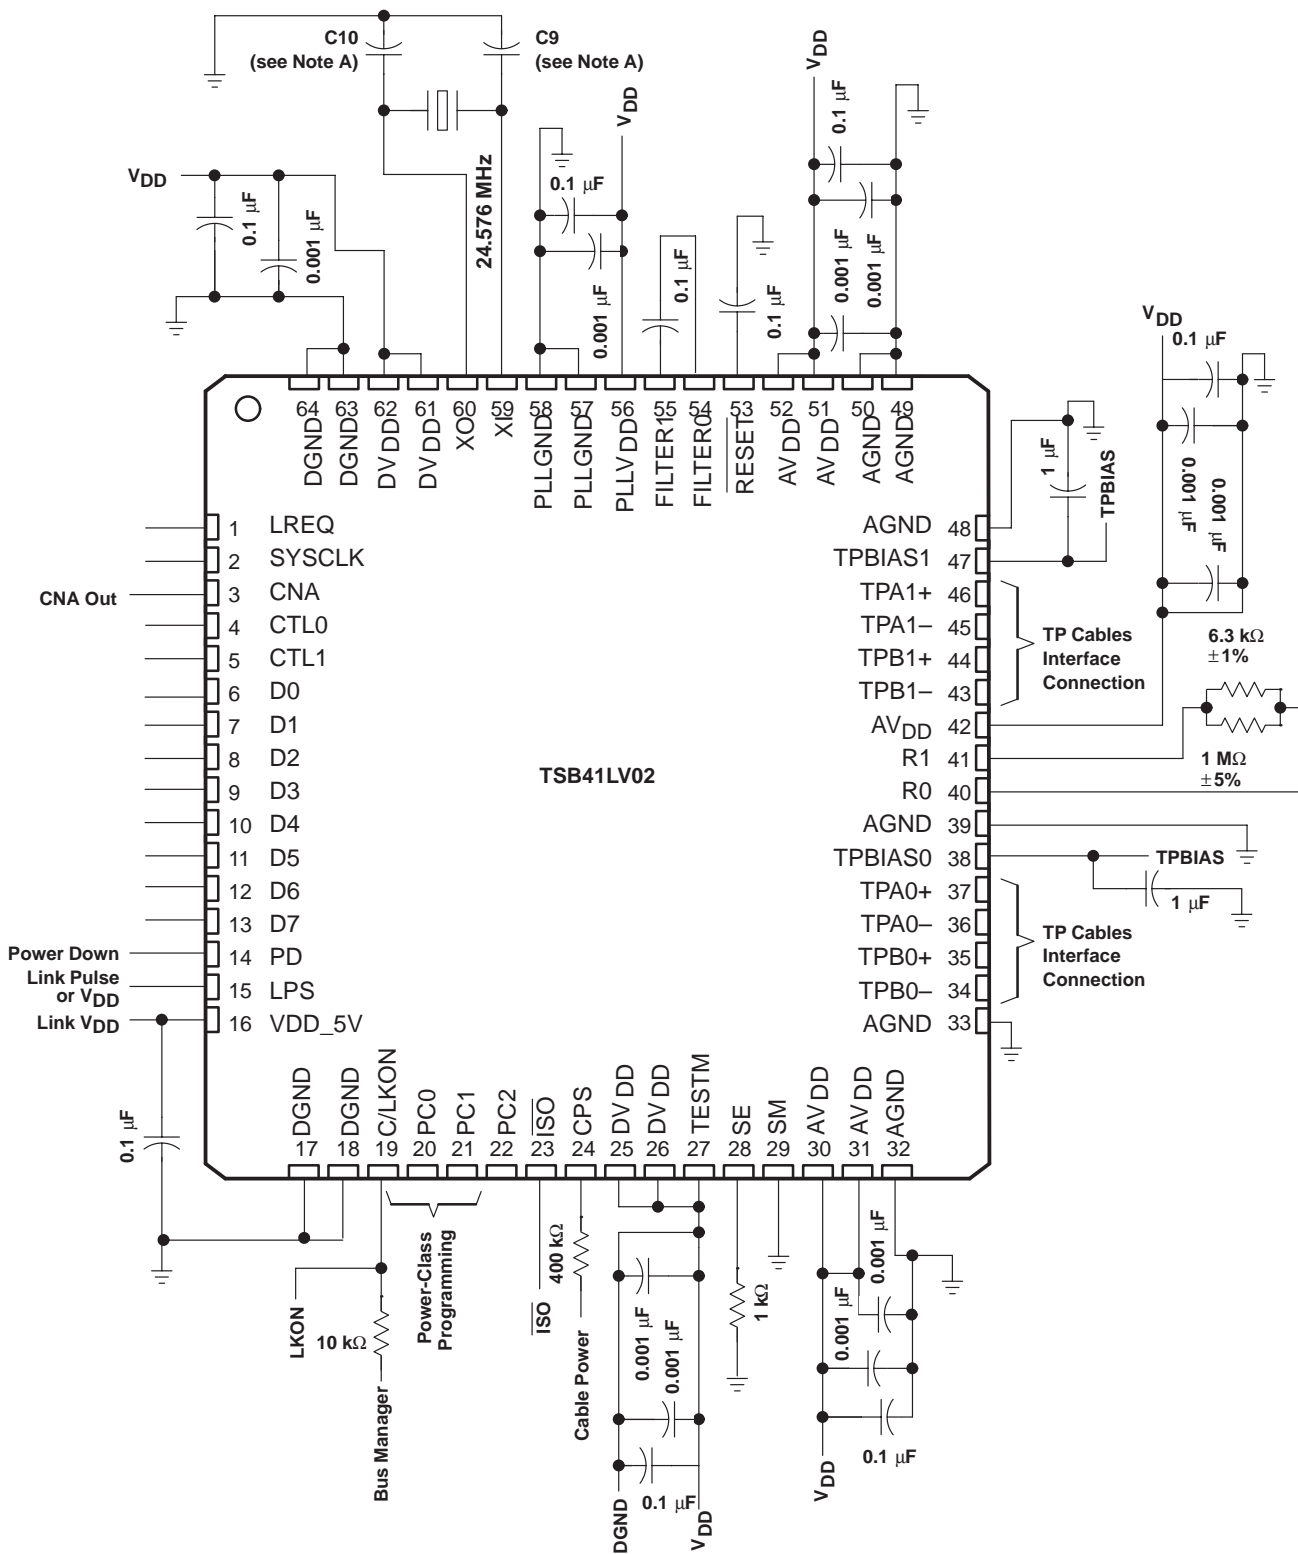 C10
(see Note A)
C9
(see Note A)
VDD
VDD
24.576 MHz
VDD
0.1 μF
0.001 μF
0.1 μF
0.001 μF
0.1 μF
0.1 μF
0.1 μF
0.001 μF
0.001 μF
VDD
0.1 μF
0.001 μF
0.001 μF
64 63 62 61 60 59 58 57 56 55 54 53 52 51 50 49
DGND
DGND
DVDD
DVDD
XO
XI
PLLGND
PLLGND
PLLVDD
FILTER1
FILTER0
RESET
AVDD
AVDD
AGND
AGND
1 μF
TPBIAS
1 LREQ
2 SYSCLK
CNA Out 3 CNA
4 CTL0
5 CTL1
6 D0
7 D1
8 D2
9 D3
10 D4
11 D5
12 D6
13 D7
Power Down 14 PD
Link Pulse
or VDD
15 LPS
Link VDD 16 VDD_5V
TSB41LV02
AGND 48
TPBIAS1 47
TPA1+ 46
TPA1– 45
TPB1+ 44
TPB1– 43
AVDD 42
R1 41
R0 40
AGND 39
TPBIAS0 38
TPA0+ 37
TPA0– 36
TPB0+ 35
TPB0– 34
AGND 33
TP Cables
Interface
Connection
6.3 kΩ
±1%
1 MΩ
±5%
TPBIAS
1 μF
TP Cables
Interface
Connection
DGND
DGND
C/LKON
PC0
PC1
PC2
ISO
CPS
DVDD
DVDD
TESTM
SE
SM
AVDD
AVDD
AGND
17 18 19 20 21 22 23 24 25 26 27 28 29 30 31 32
0.1 μF
LKON
10 kΩ
Bus Manager
Power-Class
Programming
ISO
400 kΩ
Cable Power
0.001 μF
0.001 μF
0.1 μF
DGND
VDD
1 kΩ
0.001 μF
0.001 μF
0.1 μF
VDD